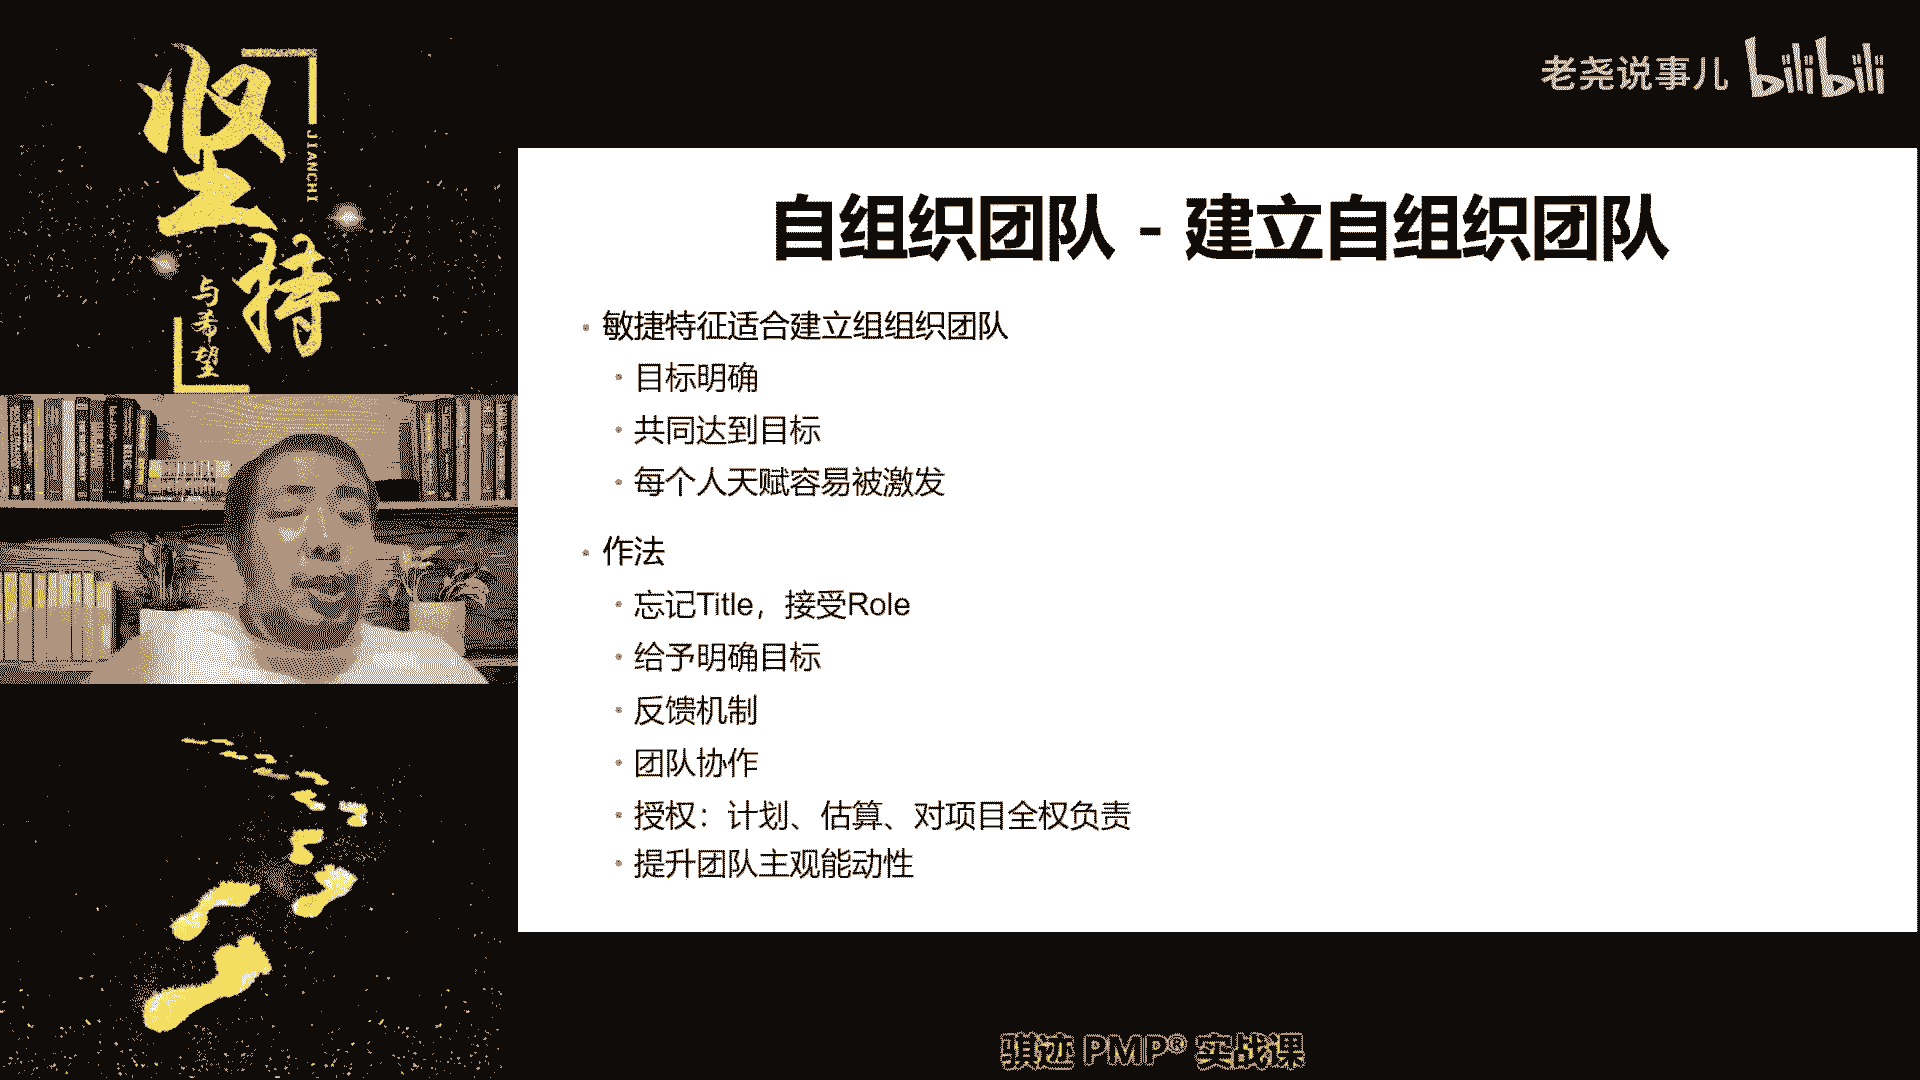 坚持
JIANCHI
与希望
老尧说事儿 bilibili
自组织团队 - 建立自组织团队
敏捷特征适合建立组组织团队
目标明确
共同达到目标
每个人天赋容易被激发
作法
忘记Title，接受Role
给予明确目标
反馈机制
团队协作
授权：计划、估算、对项目全权负责
提升团队主观能动性
骐迹 PMP® 实战课